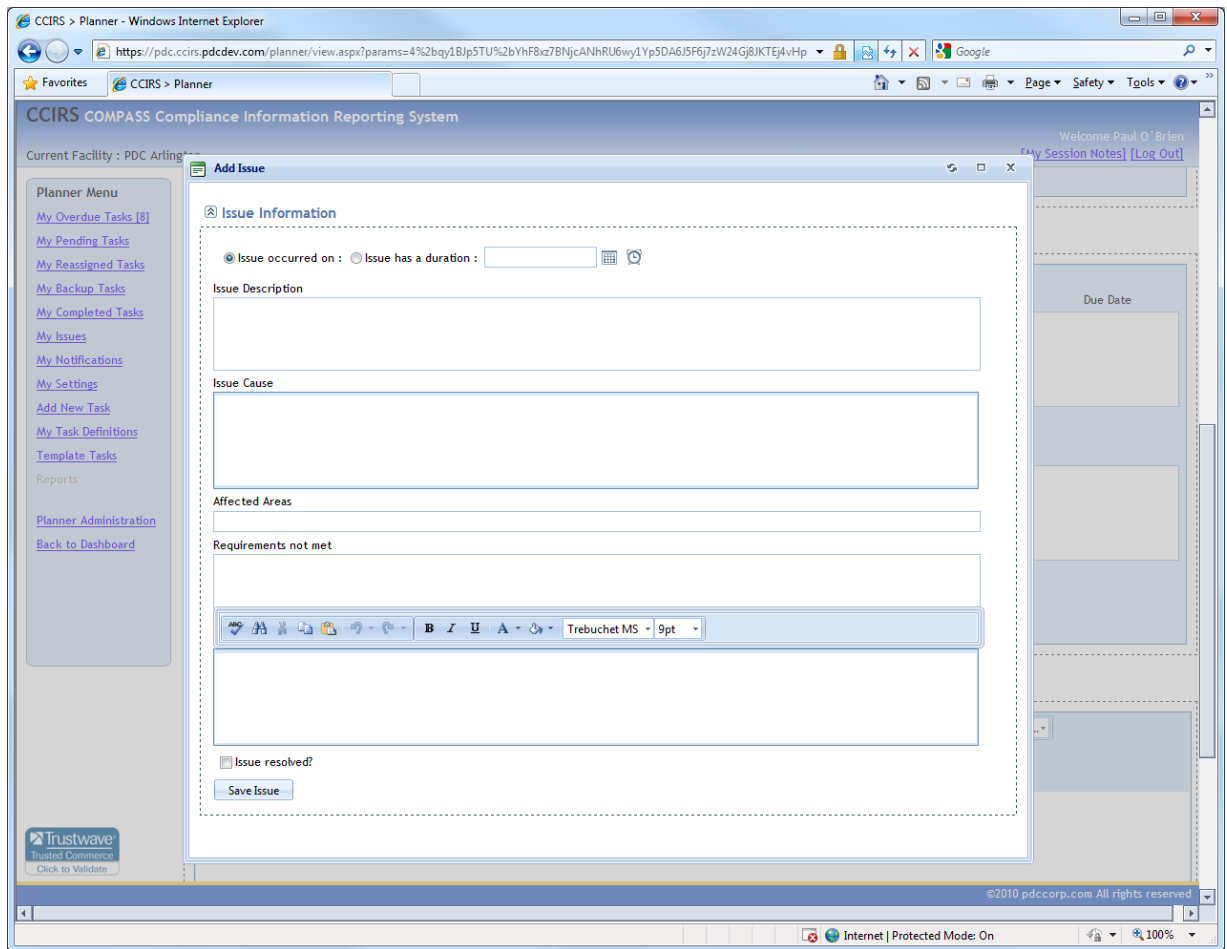 CCIRS > Planner - Windows Internet Explorer
https://pdc.ccirs.pdcdev.com/planner/view.aspx?params=4%2bqy1BJp5TU%2bYhF8xz7BNjcANhRU6wy1Yp5DA6J5F6j7zW24Gj8JKTEj4vHp
Google
Favorites
CCIRS > Planner
Page Safety Tools
CCIRS COMPASS Compliance Information Reporting System
Welcome Paul O`Brien
Current Facility : PDC Arlington
[My Session Notes] [Log Out]
Add Issue
Planner Menu
My Overdue Tasks [8]
My Pending Tasks
My Reassigned Tasks
My Backup Tasks
My Completed Tasks
My Issues
My Notifications
My Settings
Add New Task
My Task Definitions
Template Tasks
Reports
Planner Administration
Back to Dashboard
Issue Information
Issue occurred on : Issue has a duration :
Issue Description
Due Date
Issue Cause
Affected Areas
Requirements not met
ABC
B I U A Trebuchet MS 9pt
Issue resolved?
Save Issue
Trustwave
Trusted Commerce
Click to Validate
©2010 pdccorp.com All rights reserved
Internet | Protected Mode: On
100%